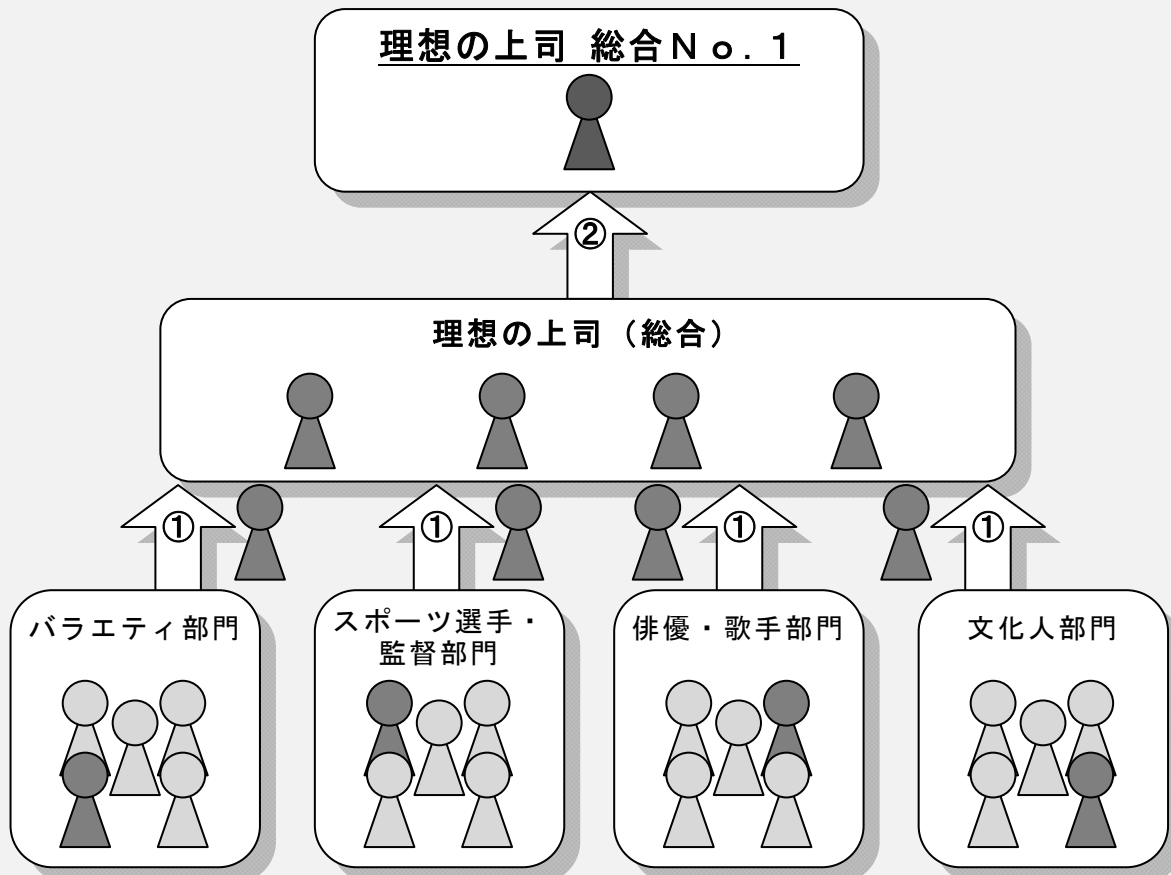 理想の上司 総合Ｎｏ．１
②
理想の上司（総合）
①
①
①
①
バラエティ部門
スポーツ選手・
監督部門
俳優・歌手部門
文化人部門